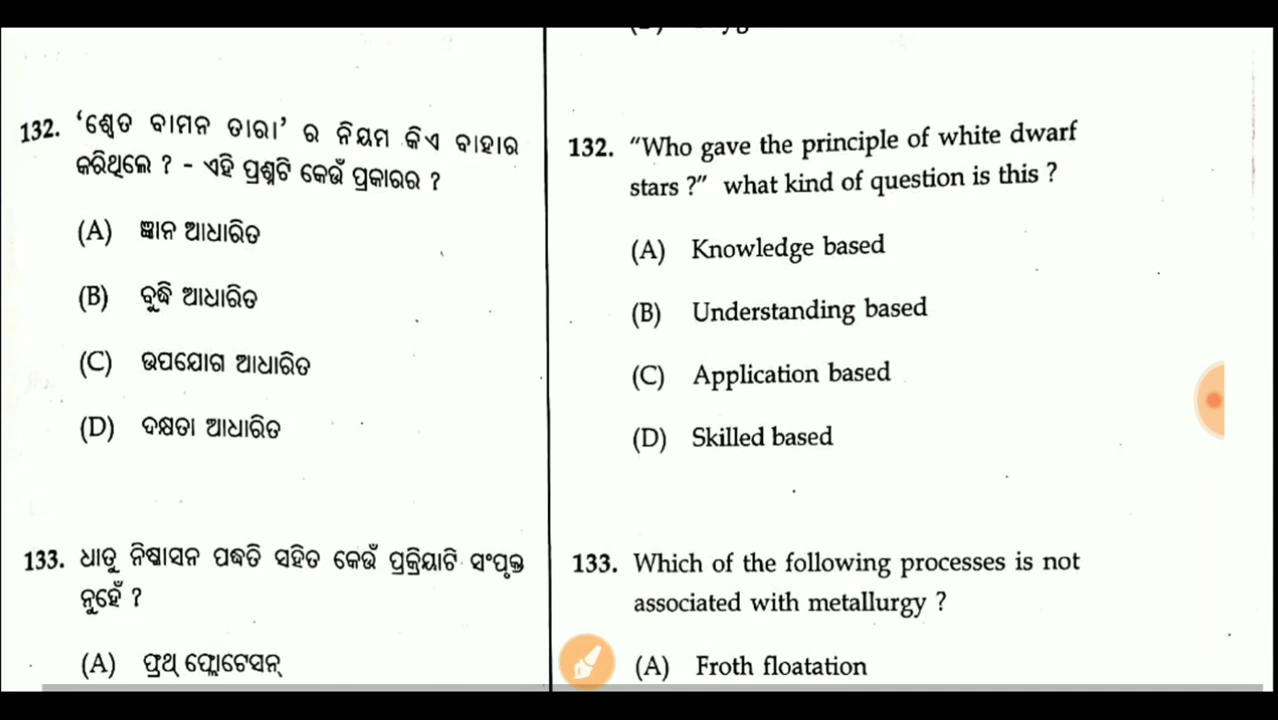 132. ‘ଶ୍ୱେତ ବାମନ ତାରା’ ର ନିୟମ କିଏ ବାହାର
କରିଥିଲେ ? - ଏହି ପ୍ରଶ୍ନଟି କେଉଁ ପ୍ରକାରର ?
(A) ଜ୍ଞାନ ଆଧାରିତ
(B) ବୁଦ୍ଧି ଆଧାରିତ
(C) ଉପଯୋଗ ଆଧାରିତ
(D) ଦକ୍ଷତା ଆଧାରିତ
133. ଧାତୁ ନିଷ୍କାସନ ପଦ୍ଧତି ସହିତ କେଉଁ ପ୍ରକ୍ରିୟାଟି ସଂପୃକ୍ତ
ନୁହେଁ ?
(A) ଫ୍ରଥ୍ ଫ୍ଲୋଟେସନ୍
132. “Who gave the principle of white dwarf
stars ?” what kind of question is this ?
(A) Knowledge based
(B) Understanding based
(C) Application based
(D) Skilled based
133. Which of the following processes is not
associated with metallurgy ?
(A) Froth floatation